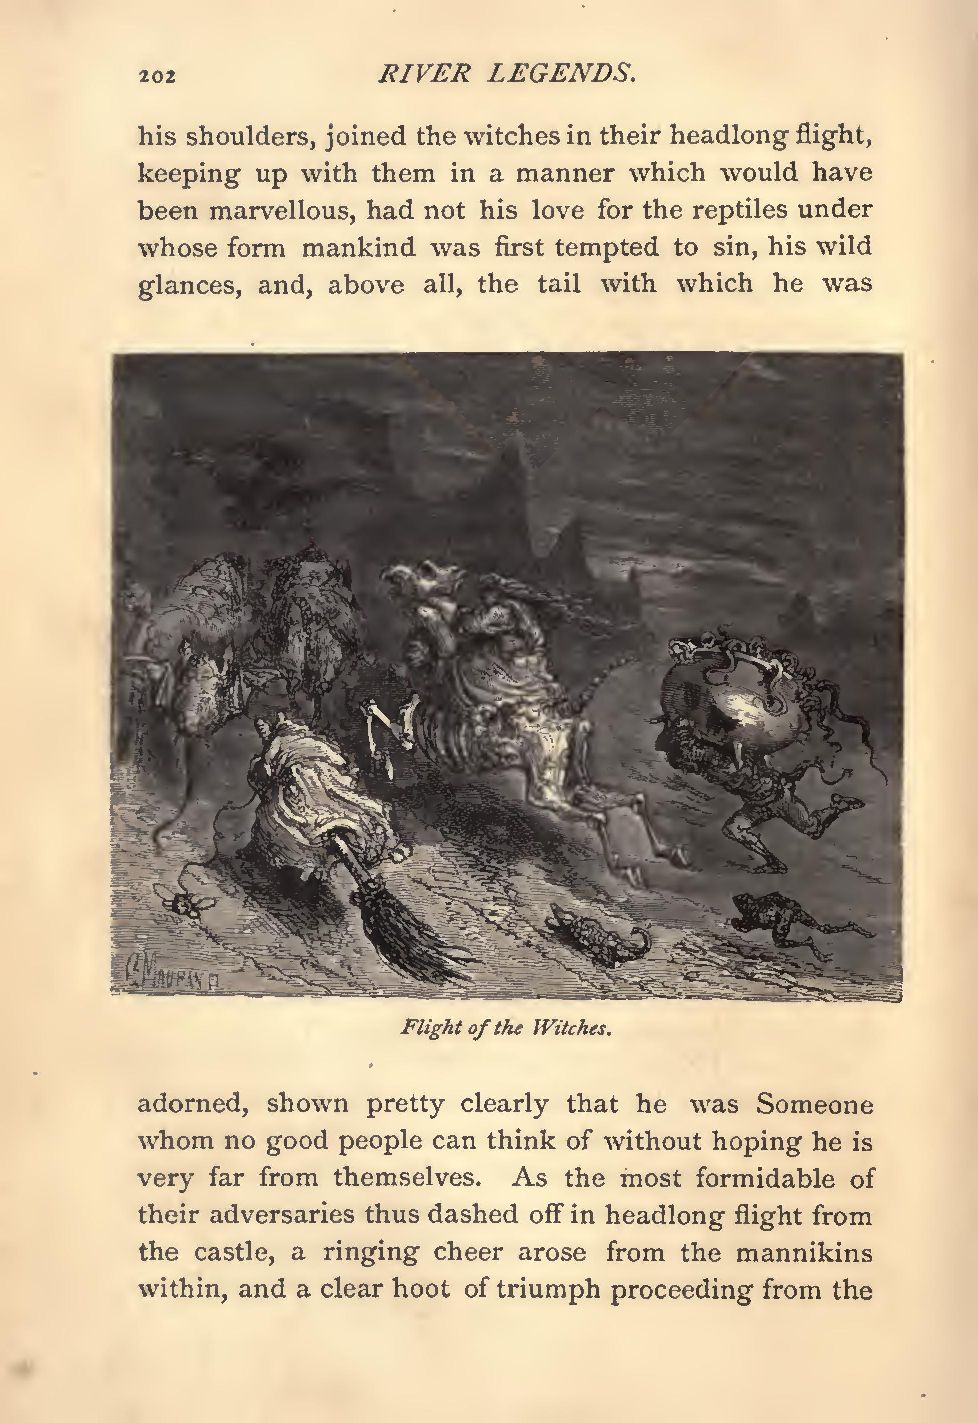 202
RIVER LEGENDS.
his shoulders, joined the witches in their headlong flight,
keeping up with them in a manner which would have
been marvellous, had not his love for the reptiles under
whose form mankind was first tempted to sin, his wild
glances, and, above all, the tail with which he was
Flight of the Witches.
adorned, shown pretty clearly that he was Someone
whom no good people can think of without hoping he is
very far from themselves. As the most formidable of
their adversaries thus dashed off in headlong flight from
the castle, a ringing cheer arose from the mannikins
within, and a clear hoot of triumph proceeding from the